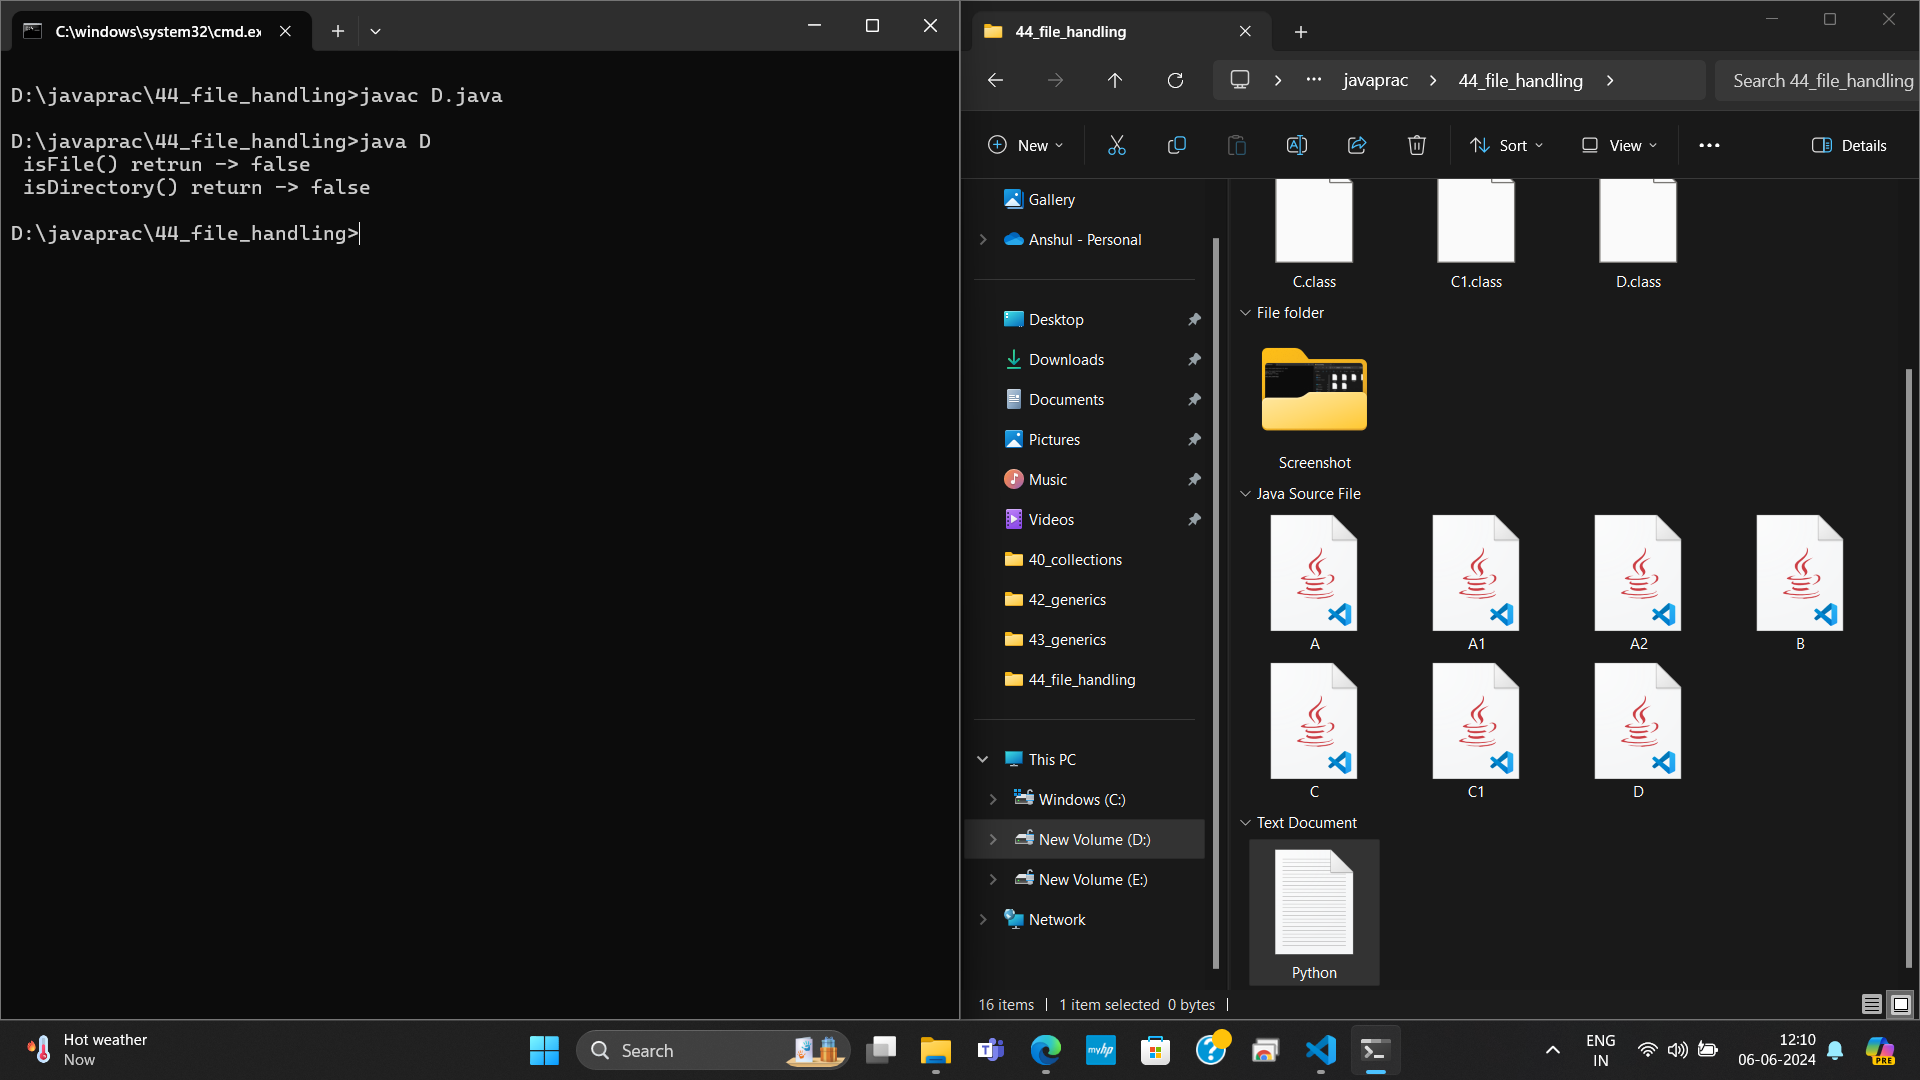 C:\windows\system32\cmd.ex
D:\javaprac\44_file_handling>javac D.java
D:\javaprac\44_file_handling>java D
isFile() retrun -> false
isDirectory() return -> false
D:\javaprac\44_file_handling>
44_file_handling
javaprac
44_file_handling
Search 44_file_handling
New
Sort
View
Details
Gallery
Anshul - Personal
Desktop
Downloads
Documents
Pictures
Music
Videos
40_collections
42_generics
43_generics
44_file_handling
This PC
Windows (C:)
New Volume (D:)
New Volume (E:)
Network
C.class
C1.class
D.class
File folder
Screenshot
Java Source File
A
A1
A2
B
C
C1
D
Text Document
Python
16 items
1 item selected 0 bytes
Hot weather
Now
Search
myhp
ENG
IN
12:10
06-06-2024
PRE